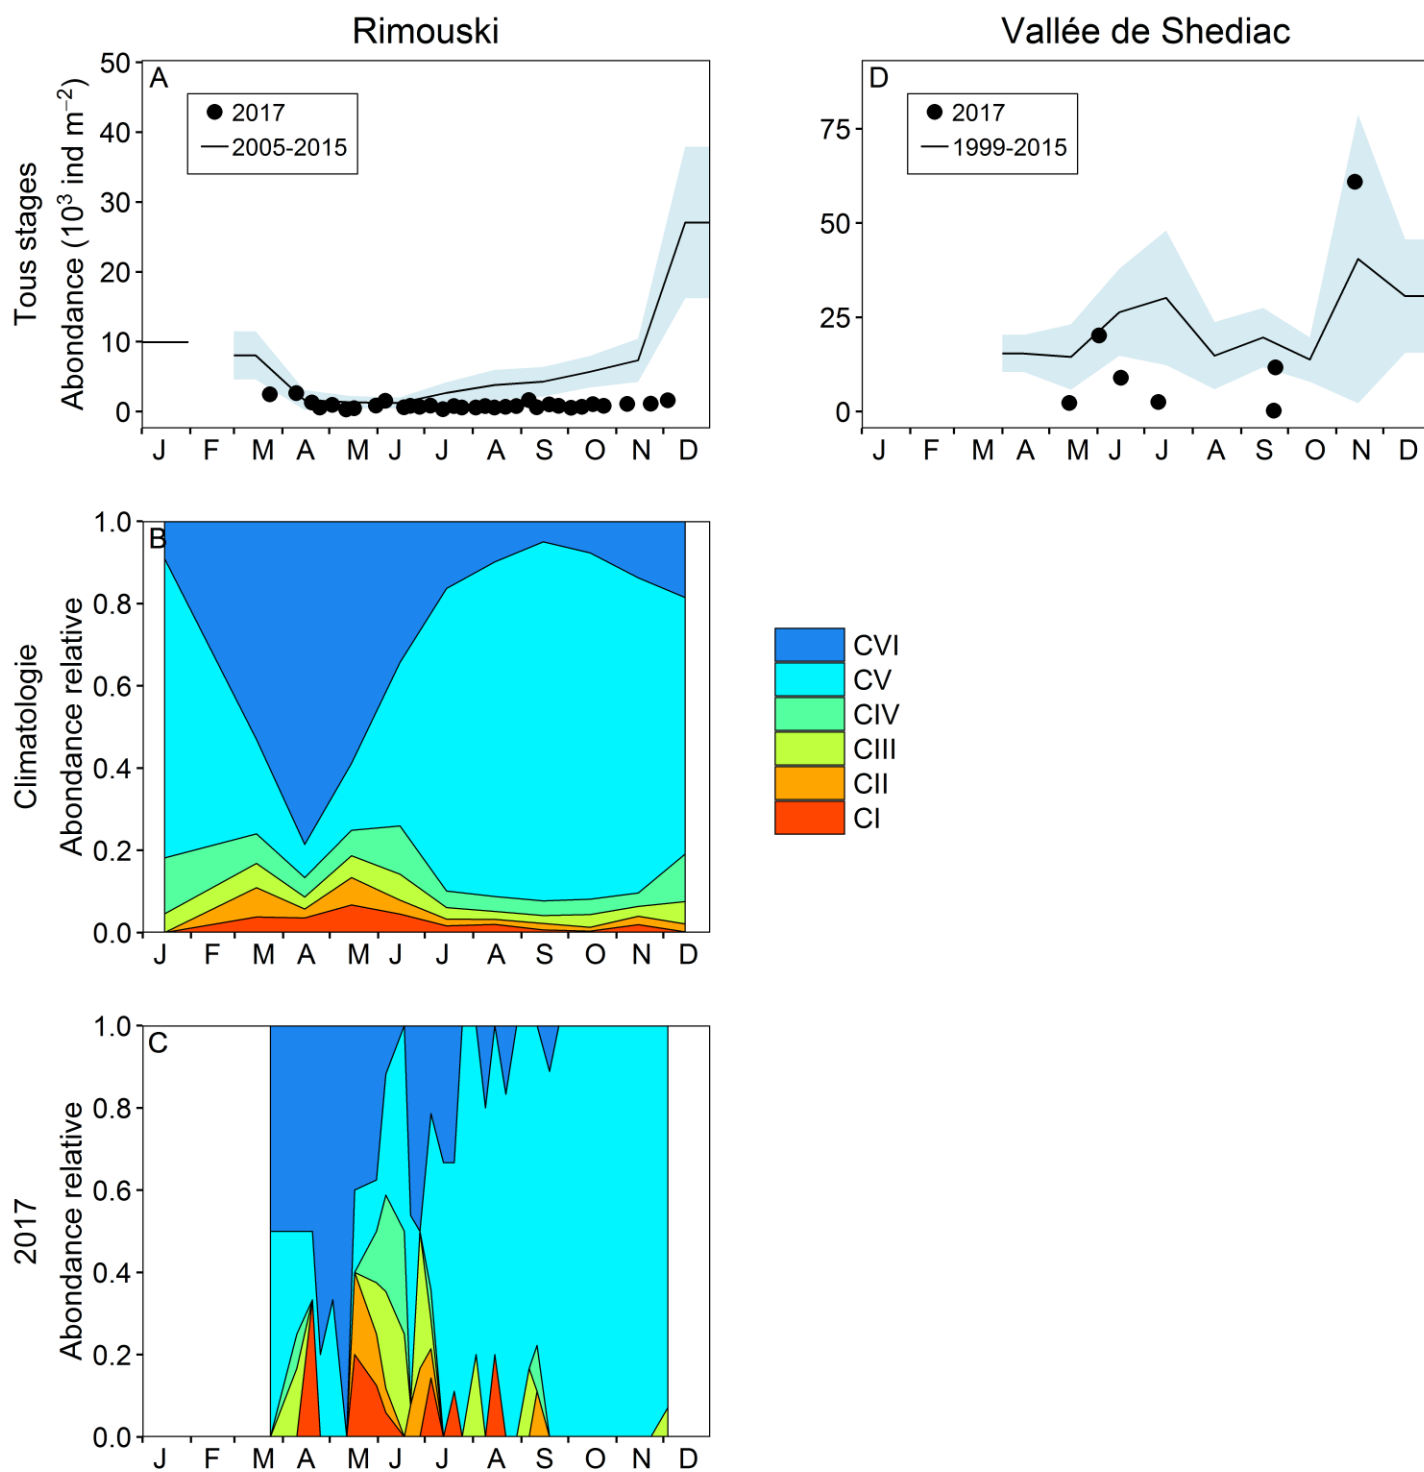 Rimouski
Vallée de Shediac
Tous stages
Abondance (10³ ind m⁻²)
A
2017
2005-2015
50
40
30
20
10
0
J F M A M J J A S O N D
D
2017
1999-2015
75
50
25
0
J F M A M J J A S O N D
Climatologie
Abondance relative
B
1.0
0.8
0.6
0.4
0.2
0.0
J F M A M J J A S O N D
CVI
CV
CIV
CIII
CII
CI
2017
Abondance relative
C
1.0
0.8
0.6
0.4
0.2
0.0
J F M A M J J A S O N D